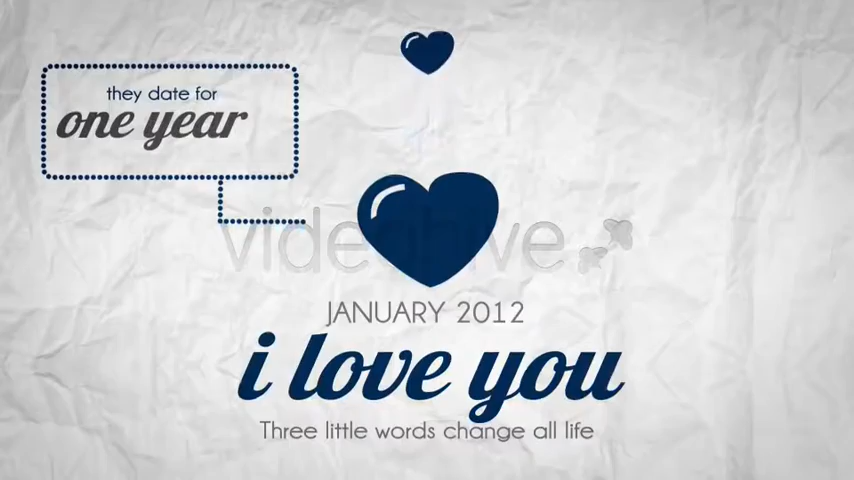 they date for
one year
videohive
JANUARY 2012
i love you
Three little words change all life